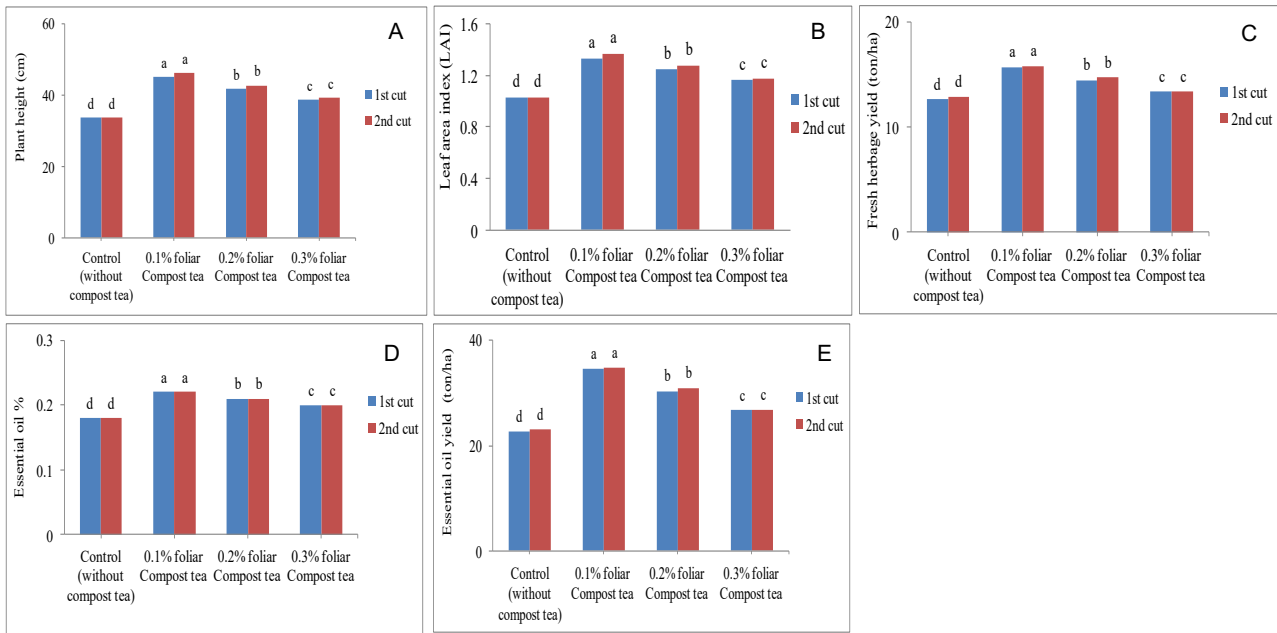 A
Plant height (cm)
60
40
20
0
d d
a a
b b
c c
1st cut
2nd cut
Control
(without
compost tea)
0.1% foliar
Compost tea
0.2% foliar
Compost tea
0.3% foliar
Compost tea
B
Leaf area index (LAI)
1.6
1.2
0.8
0.4
0
d d
a a
b b
c c
1st cut
2nd cut
Control
(without
compost tea)
0.1% foliar
Compost tea
0.2% foliar
Compost tea
0.3% foliar
Compost tea
C
Fresh herbage yield (ton/ha)
20
10
0
d d
a a
b b
c c
1st cut
2nd cut
Control
(without
compost tea)
0.1% foliar
Compost tea
0.2% foliar
Compost tea
0.3% foliar
Compost tea
D
Essential oil %
0.3
0.2
0.1
0
d d
a a
b b
c c
1st cut
2nd cut
Control
(without
compost tea)
0.1% foliar
Compost tea
0.2% foliar
Compost tea
0.3% foliar
Compost tea
E
Essential oil yield (ton/ha)
40
20
0
d d
a a
b b
c c
1st cut
2nd cut
Control
(without
compost tea)
0.1% foliar
Compost tea
0.2% foliar
Compost tea
0.3% foliar
Compost tea